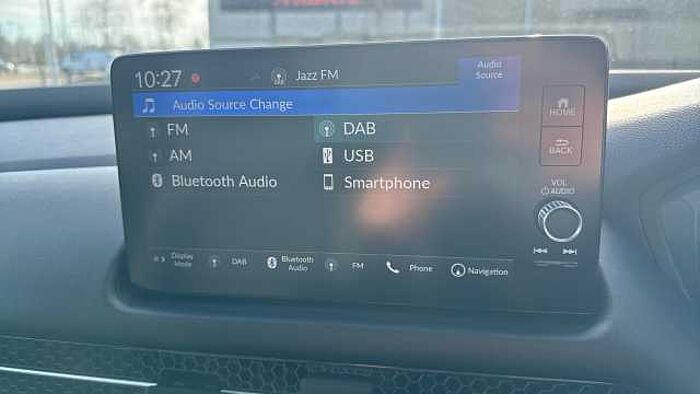 10:27
Jazz FM
Audio
Source
Audio Source Change
FM
DAB
AM
USB
Bluetooth Audio
Smartphone
HOME
BACK
VOL
AUDIO
Display
Mode
DAB
Bluetooth
Audio
FM
Phone
Navigation